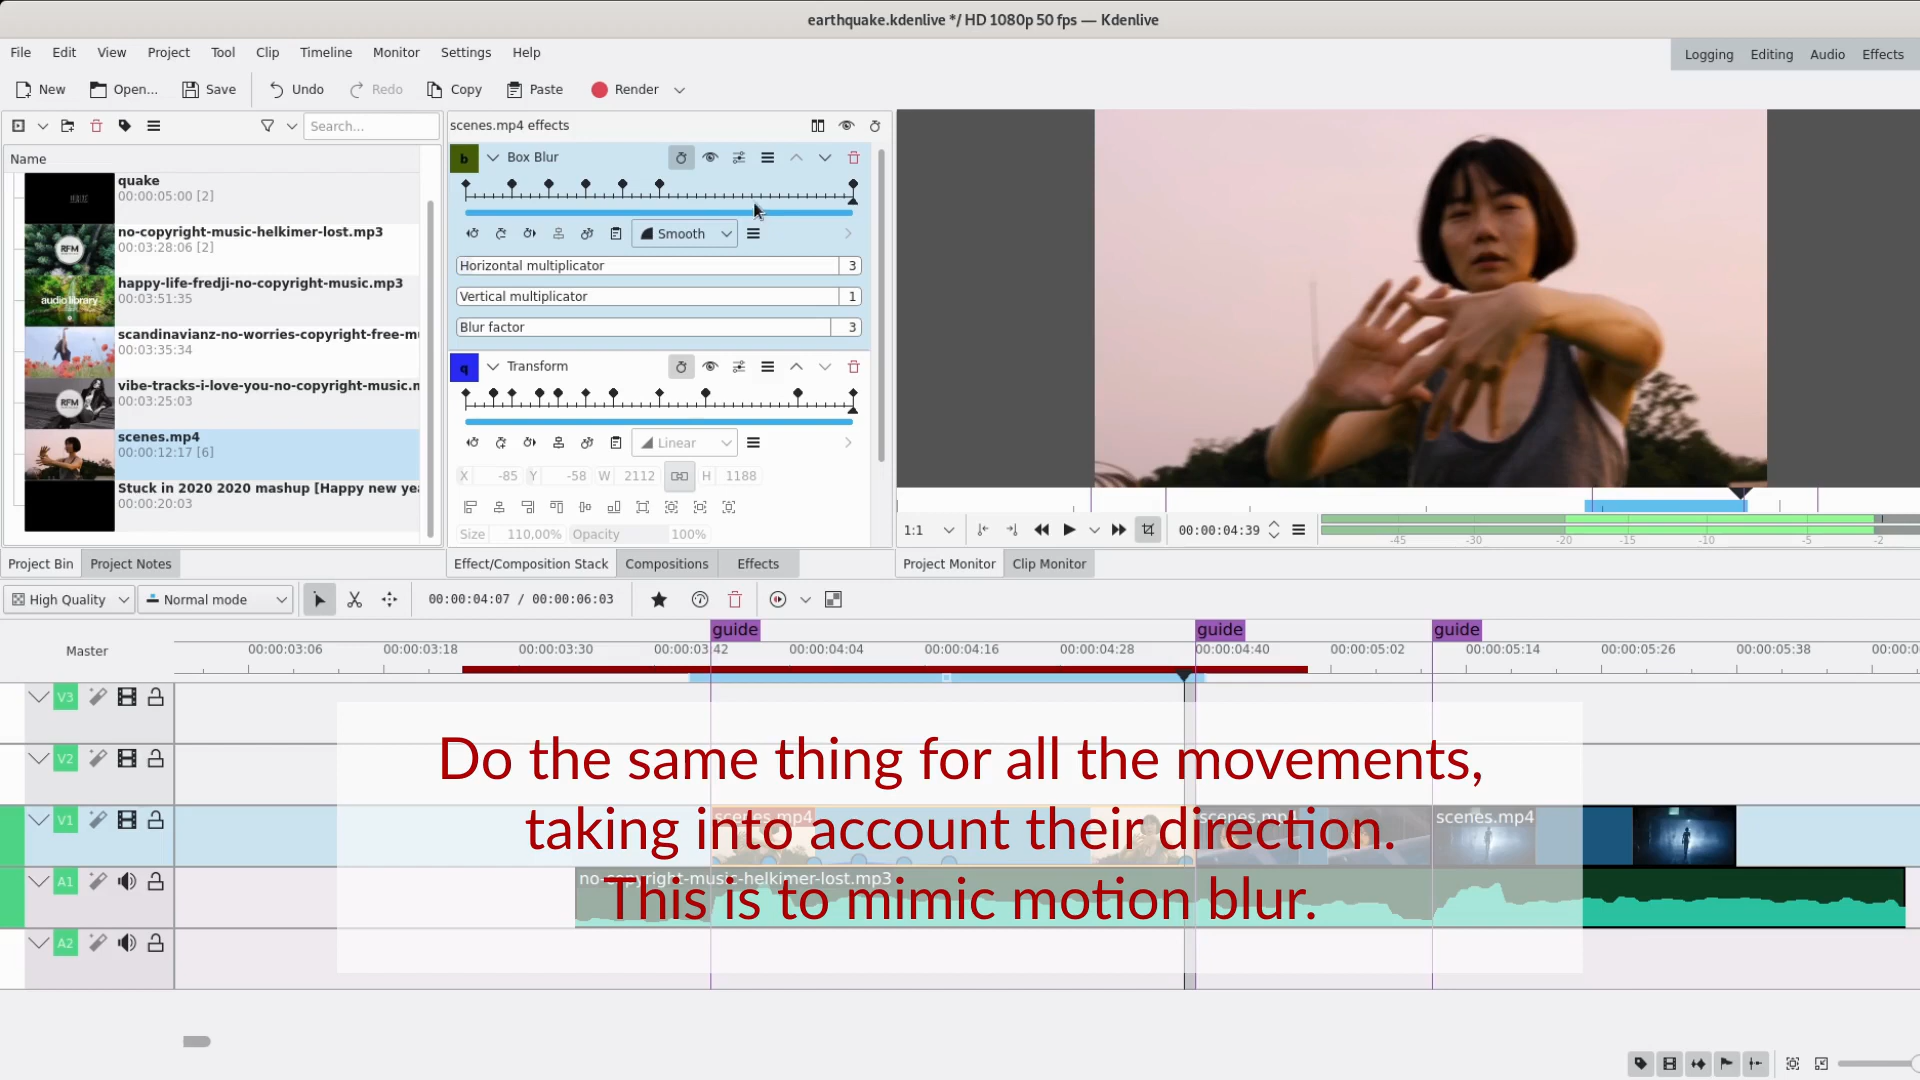 earthquake.kdenlive */ HD 1080p 50 fps — Kdenlive
File Edit View Project Tool Clip Timeline Monitor Settings Help
Logging Editing Audio Effects
New Open... Save Undo Redo Copy Paste Render
Search...
Name
quake
00:00:05:00 [2]
no-copyright-music-helkimer-lost.mp3
00:03:28:06 [2]
RFM
happy-life-fredji-no-copyright-music.mp3
00:03:51:35
audio library
scandinavianz-no-worries-copyright-free-m
00:03:35:34
vibe-tracks-i-love-you-no-copyright-music.
00:03:25:03
RFM
scenes.mp4
00:00:12:17 [6]
Stuck in 2020 2020 mashup [Happy new yea
00:00:20:03
Project Bin Project Notes
scenes.mp4 effects
b Box Blur
Smooth
Horizontal multiplicator 3
Vertical multiplicator 1
Blur factor 3
q Transform
Linear
X -85 Y -58 W 2112 H 1188
Size 110,00% Opacity 100%
Effect/Composition Stack Compositions Effects
1:1 00:00:04:39
-45 -30 -20 -15 -10 -5 -2
Project Monitor Clip Monitor
High Quality Normal mode 00:00:04:07 / 00:00:06:03
guide guide guide
Master 00:00:03:06 00:00:03:18 00:00:03:30 00:00:03:42 00:00:04:04 00:00:04:16 00:00:04:28 00:00:04:40 00:00:05:02 00:00:05:14 00:00:05:26 00:00:05:38 00:00:0
V3
V2
V1
scenes.mp4 scenes.mp4 scenes.mp4
A1
no-copyright-music-helkimer-lost.mp3
A2
Do the same thing for all the movements,
taking into account their direction.
This is to mimic motion blur.